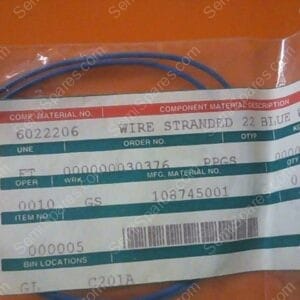 COMP. MATERIAL NO. COMPONENT MATERIAL DESCRIPTION
6022206 WIRE STRANDED 22 BLUE
UNE ORDER NO. QTY
FT 000000030376 PPGS
OPER WRK MFG. MATERIAL NO. QTY
0010 GS 108745001
ITEM NO
000005
BIN LOCATIONS
GL C201A